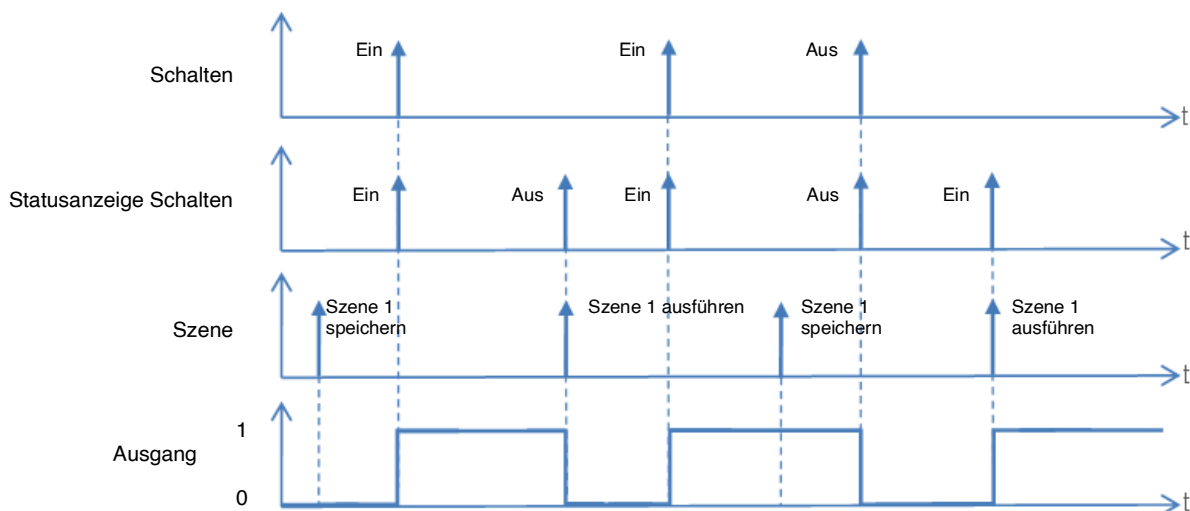 Schalten
Ein
Ein
Aus
t
Statusanzeige Schalten
Ein
Aus
Ein
Aus
Ein
t
Szene
Szene 1
speichern
Szene 1 ausführen
Szene 1
speichern
Szene 1
ausführen
t
Ausgang
1
0
t